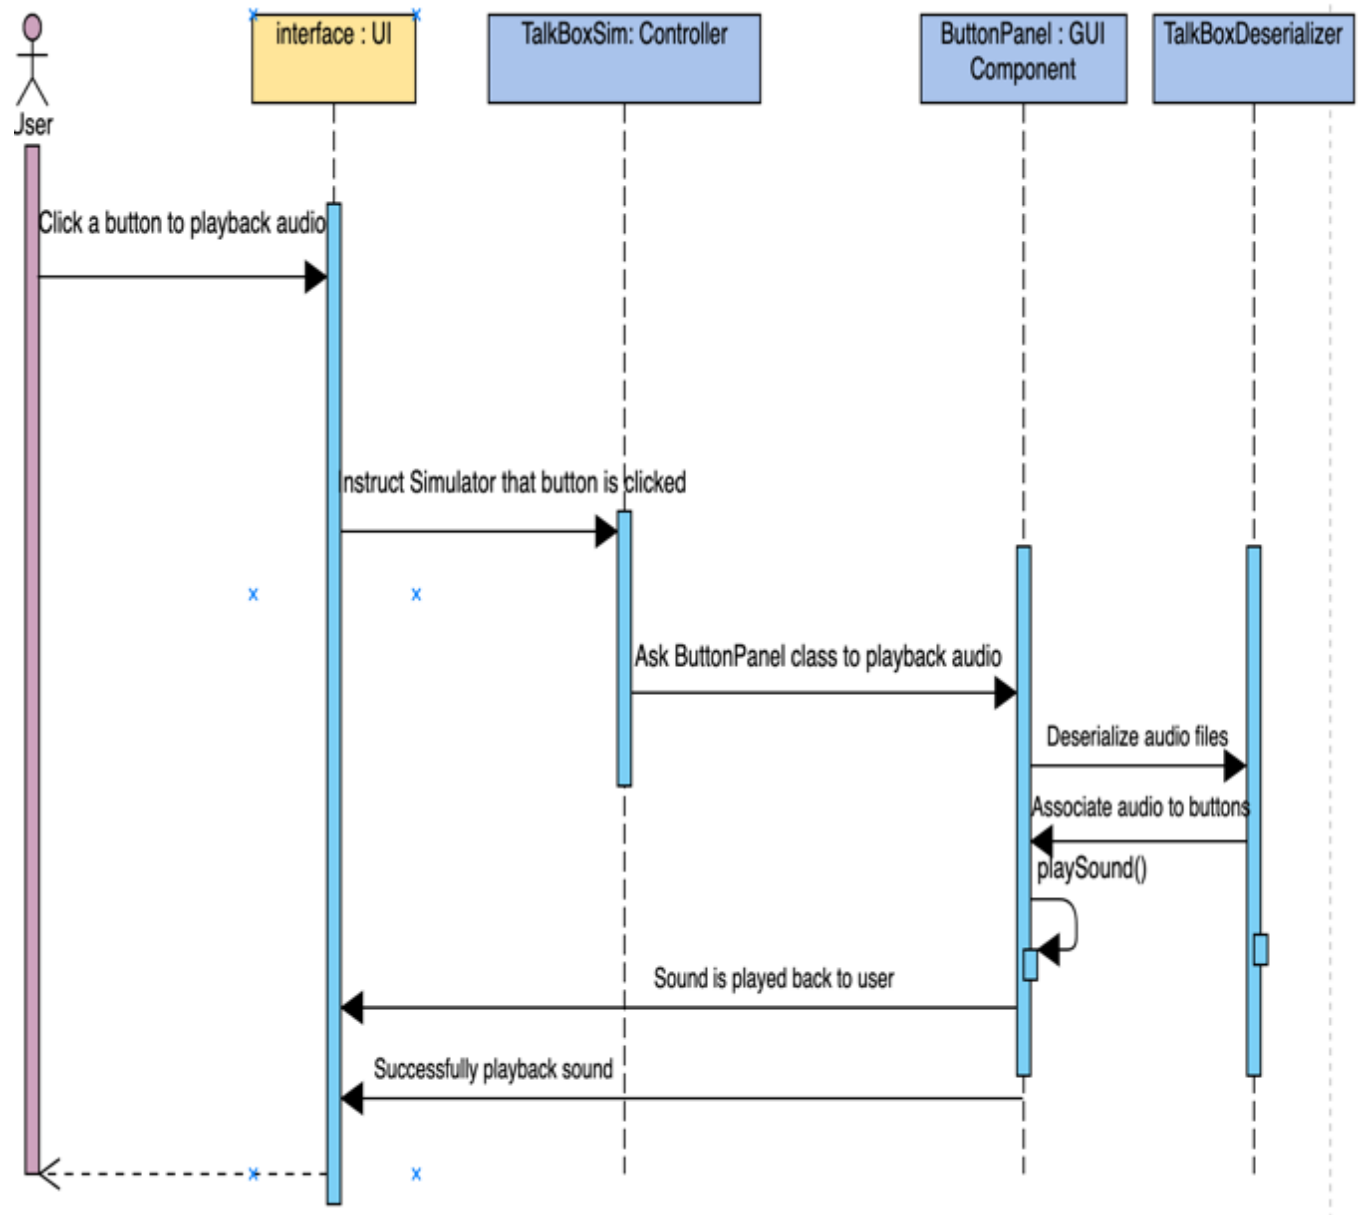 interface : UI
TalkBoxSim: Controller
ButtonPanel : GUI
Component
TalkBoxDeserializer
User
Click a button to playback audio
Instruct Simulator that button is clicked
Ask ButtonPanel class to playback audio
Deserialize audio files
Associate audio to buttons
playSound()
Sound is played back to user
Successfully playback sound